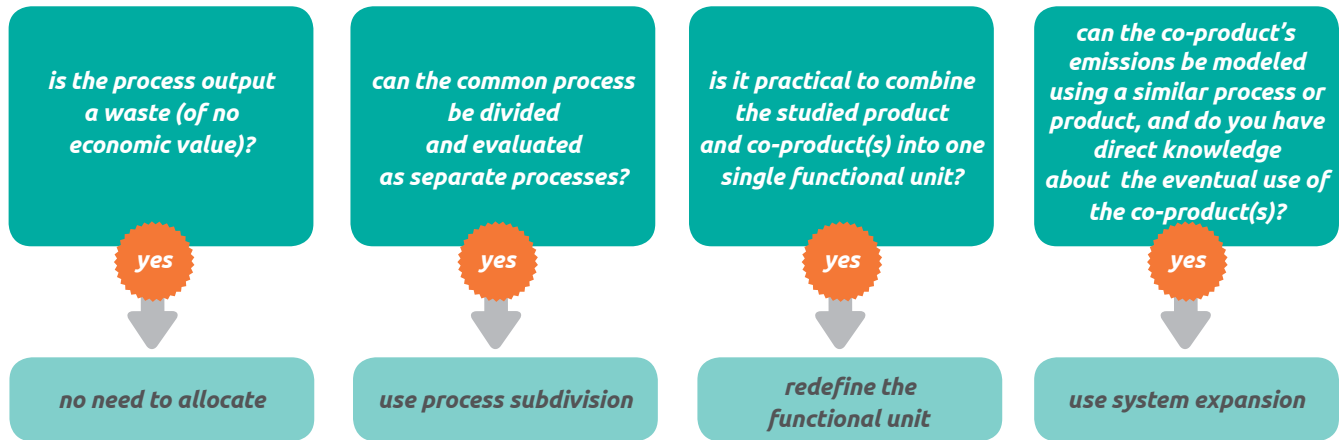 is the process output
a waste (of no
economic value)?
yes
no need to allocate
can the common process
be divided
and evaluated
as separate processes?
yes
use process subdivision
is it practical to combine
the studied product
and co-product(s) into one
single functional unit?
yes
redefine the
functional unit
can the co-product’s
emissions be modeled
using a similar process or
product, and do you have
direct knowledge
about the eventual use of
the co-product(s)?
yes
use system expansion